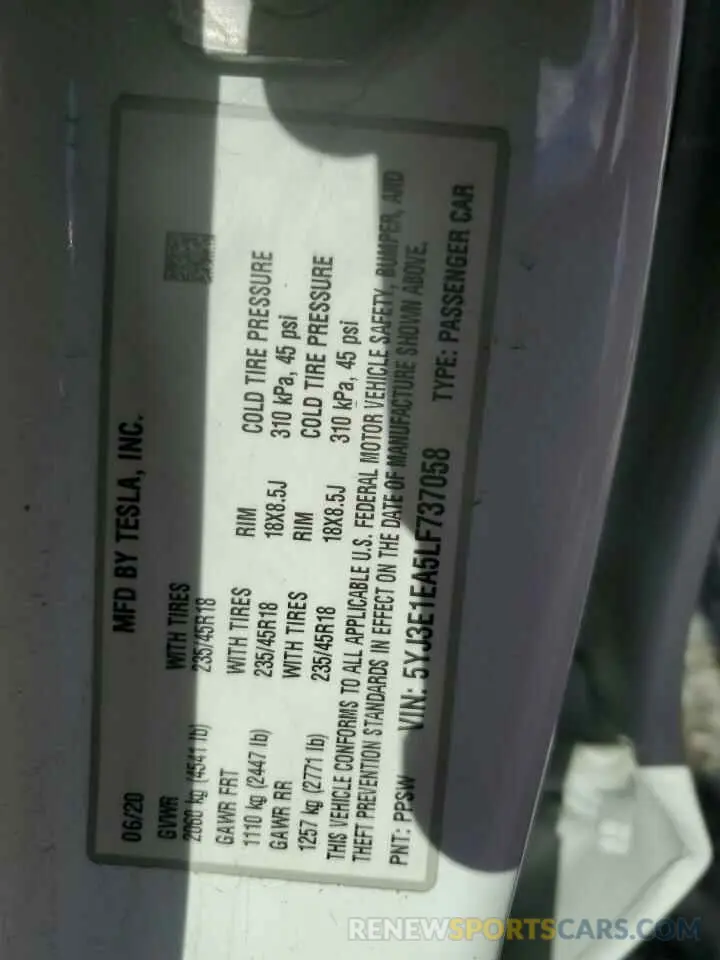 MFD BY TESLA, INC.
06/20
GVWR WITH TIRES
2060 kg (4541 lb) 235/45R18
GAWR FRT WITH TIRES RIM COLD TIRE PRESSURE
1110 kg (2447 lb) 235/45R18 18X8.5J 310 kPa, 45 psi
GAWR RR WITH TIRES RIM COLD TIRE PRESSURE
1257 kg (2771 lb) 235/45R18 18X8.5J 310 kPa, 45 psi
THIS VEHICLE CONFORMS TO ALL APPLICABLE U.S. FEDERAL MOTOR VEHICLE SAFETY, BUMPER, AND
THEFT PREVENTION STANDARDS IN EFFECT ON THE DATE OF MANUFACTURE SHOWN ABOVE.
PNT: PPSW VIN: 5YJ3E1EA5LF737058 TYPE: PASSENGER CAR
RENEWSPORTSCARS.COM